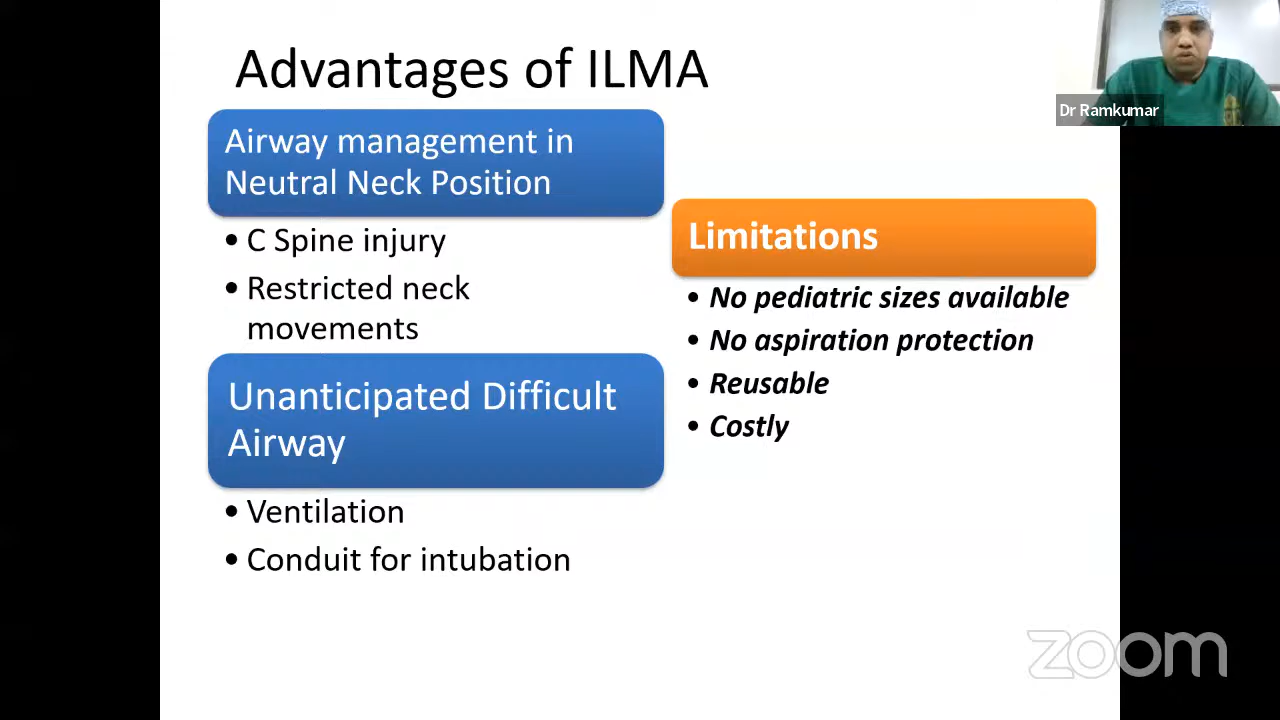 Advantages of ILMA
Airway management in
Neutral Neck Position
• C Spine injury
• Restricted neck
movements
Unanticipated Difficult
Airway
• Ventilation
• Conduit for intubation
Limitations
• No pediatric sizes available
• No aspiration protection
• Reusable
• Costly
Dr Ramkumar
zoom